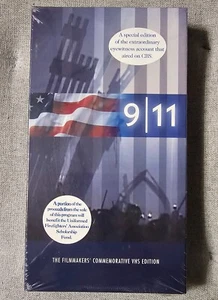 A special edition
of the extraordinary
eyewitness account that
aired on CBS.
9|11
A portion of the
proceeds from the sale
of this program will
benefit the Uniformed
Firefighters' Association
Scholarship
Fund.
THE FILMMAKERS' COMMEMORATIVE VHS EDITION